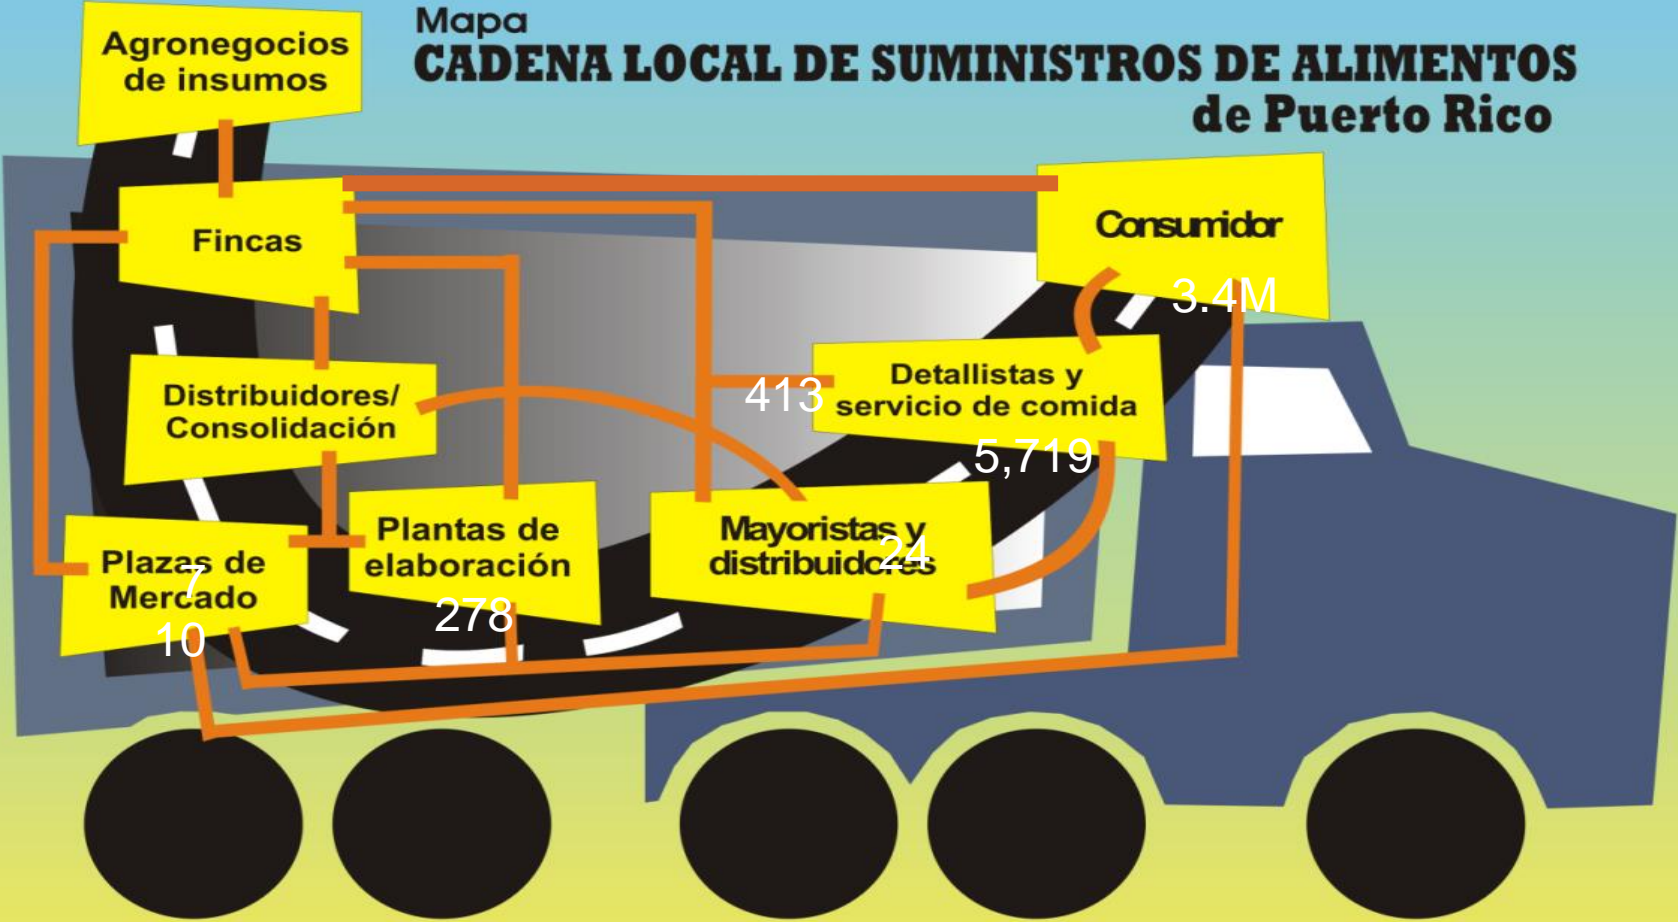 Mapa
CADENA LOCAL DE SUMINISTROS DE ALIMENTOS
de Puerto Rico
Agronegocios
de insumos
Fincas
Consumidor
3.4M
Distribuidores/
Consolidación
413
Detallistas y
servicio de comida
5,719
Plazas de
Mercado
7
10
Plantas de
elaboración
278
Mayoristas y
distribuidores
24